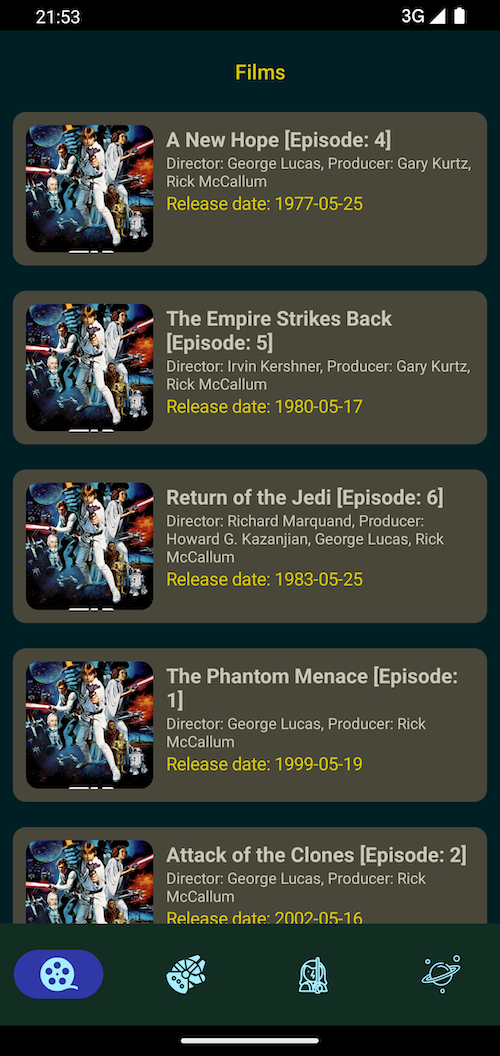 21:53
3G
Films
A New Hope [Episode: 4]
Director: George Lucas, Producer: Gary Kurtz,
Rick McCallum
Release date: 1977-05-25
The Empire Strikes Back
[Episode: 5]
Director: Irvin Kershner, Producer: Gary Kurtz,
Rick McCallum
Release date: 1980-05-17
Return of the Jedi [Episode: 6]
Director: Richard Marquand, Producer:
Howard G. Kazanjian, George Lucas, Rick
McCallum
Release date: 1983-05-25
The Phantom Menace [Episode:
1]
Director: George Lucas, Producer: Rick
McCallum
Release date: 1999-05-19
Attack of the Clones [Episode: 2]
Director: George Lucas, Producer: Rick
McCallum
Release date: 2002-05-16